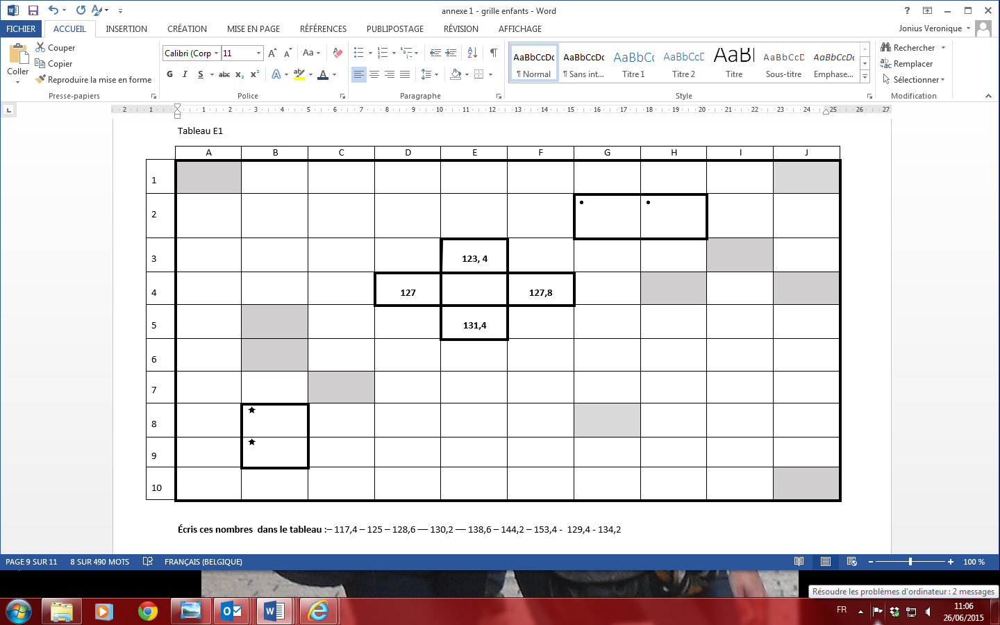 annexe 1 - grille enfants - Word
FICHIER ACCUEIL INSERTION CRÉATION MISE EN PAGE RÉFÉRENCES PUBLIPOSTAGE RÉVISION AFFICHAGE Jonius Veronique
Coller
Couper
Copier
Reproduire la mise en forme
Presse-papiers
Calibri (Corp 11
G I S abc x₂ x²
Police
Paragraphe
AaBbCcDc AaBbCcDc AaBbCc AaBbCcD AaBl AaBbCcD AaBbCcDc
¶ Normal ¶ Sans int... Titre 1 Titre 2 Titre Sous-titre Emphase...
Style
Rechercher
Remplacer
Sélectionner
Modification
2 1 1 2 3 4 5 6 7 8 9 10 11 12 13 14 15 16 17 18 19 20 21 22 23 24 25 26 27
Tableau E1
A B C D E F G H I J
1
2
3 123, 4
4 127 127,8
5 131,4
6
7
8
9
10
Écris ces nombres dans le tableau :– 117,4 – 125 – 128,6 –– 130,2 –– 138,6 – 144,2 – 153,4 - 129,4 - 134,2
PAGE 9 SUR 11 8 SUR 490 MOTS FRANÇAIS (BELGIQUE) 100 %
Résoudre les problèmes d'ordinateur : 2 messages
FR
11:06
26/06/2015